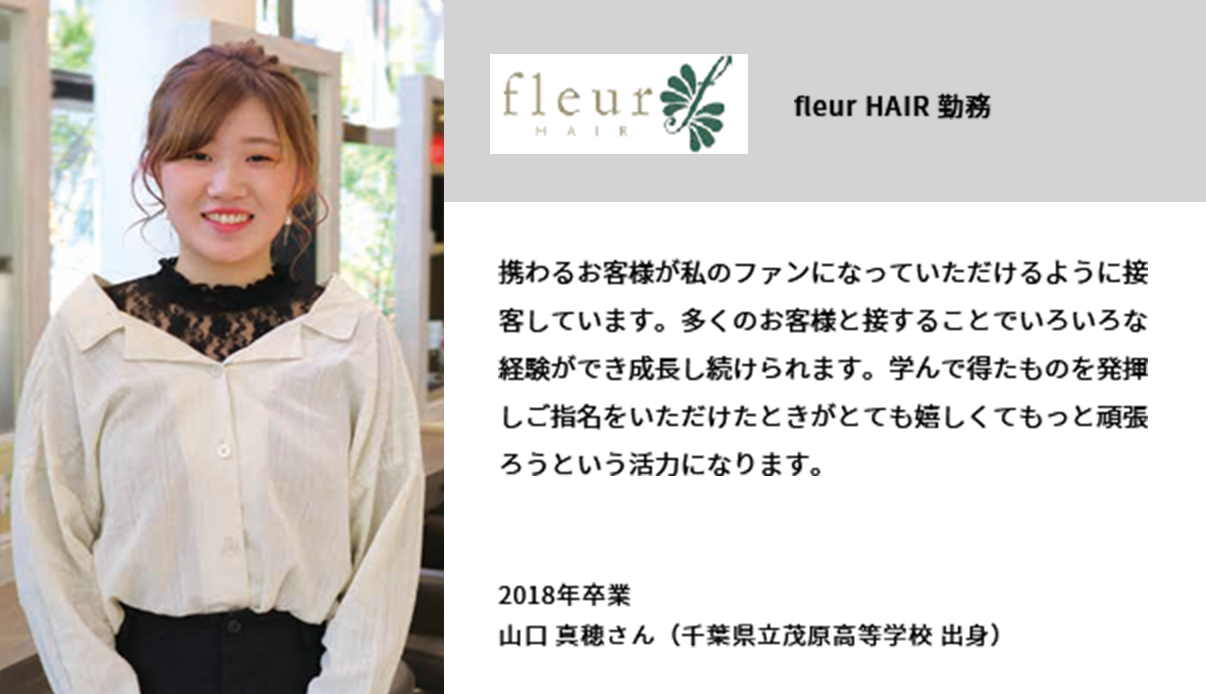 fleur
HAIR
fleur HAIR 勤務
携わるお客様が私のファンになっていただけるように接
客しています。多くのお客様と接することでいろいろな
経験ができ成長し続けられます。学んで得たものを発揮
しご指名をいただけたときがとても嬉しくてもっと頑張
ろうという活力になります。
2018年卒業
山口 真穂さん（千葉県立茂原高等学校 出身）